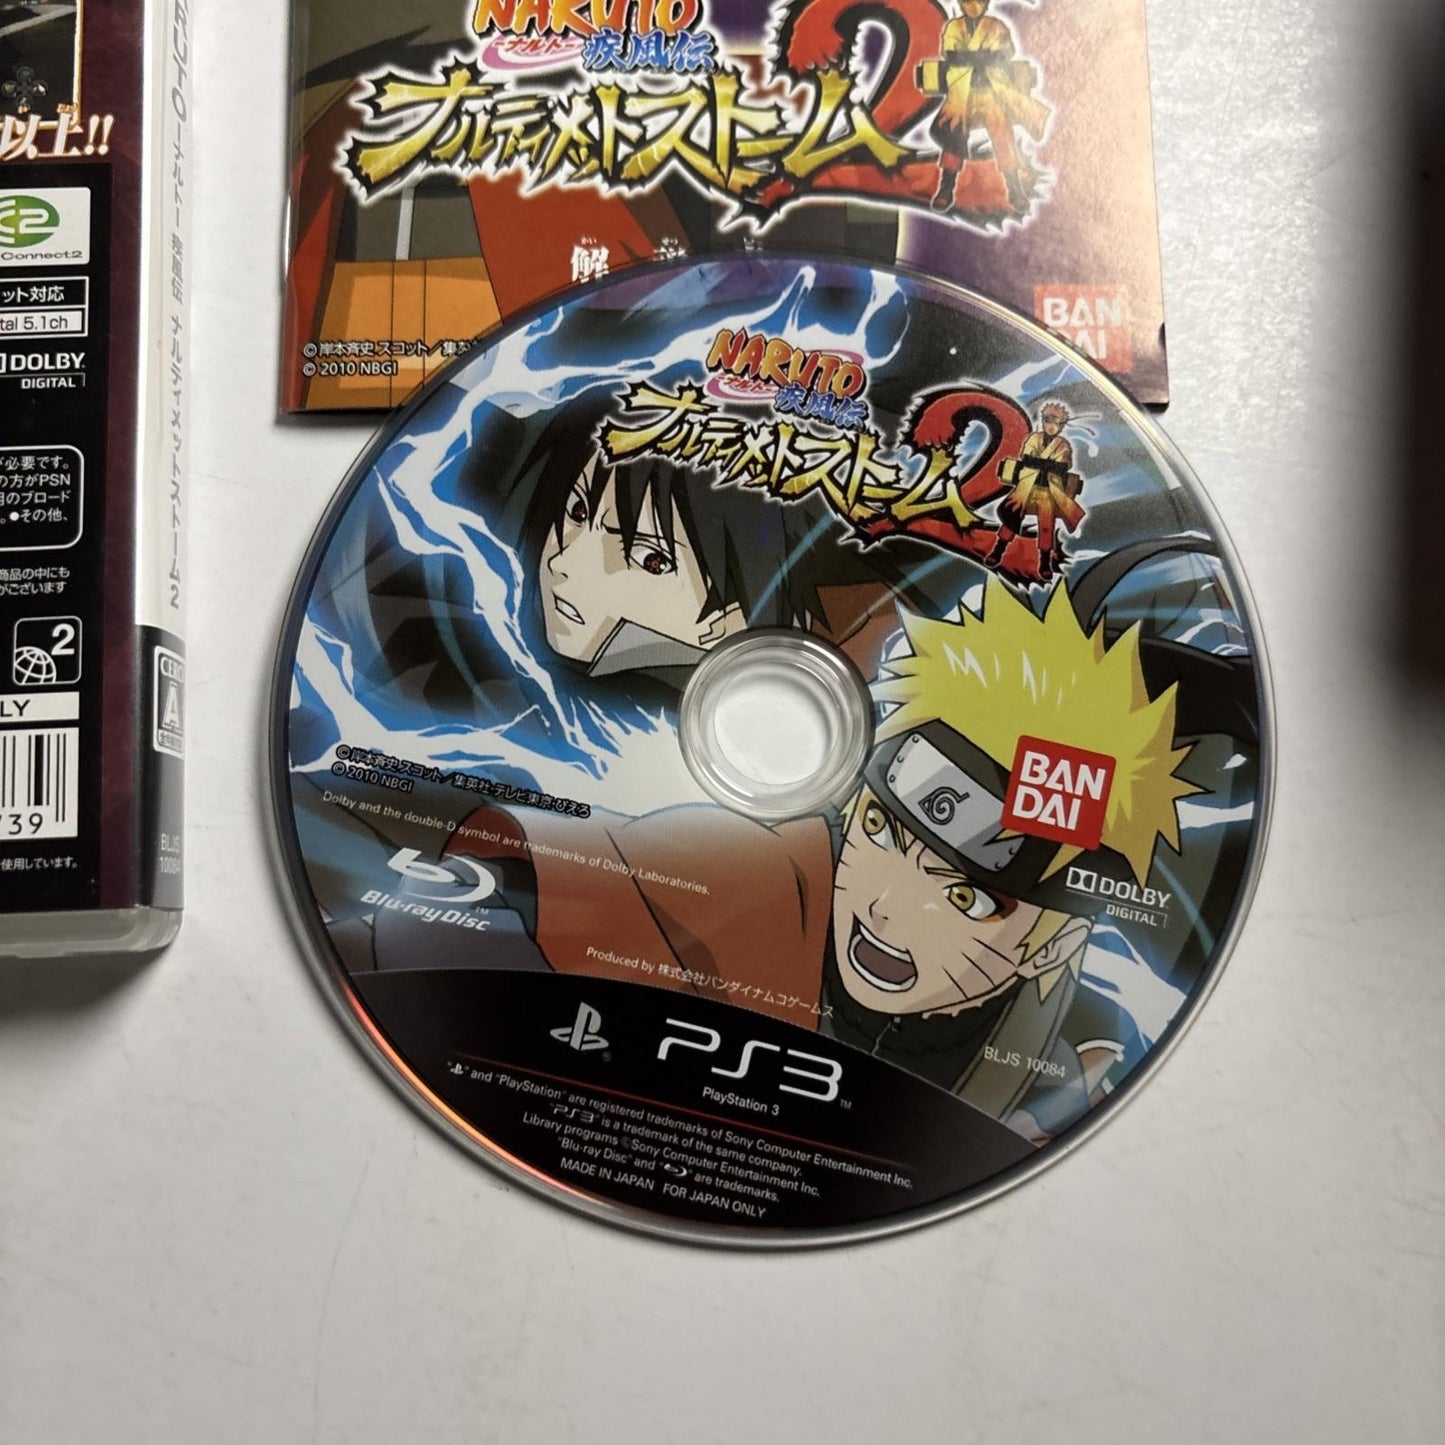 NARUTO
-ナルト- 疾風伝
ナルティメットストーム2
解
© 岸本斉史 スコット／集
© 2010 NBGI
BAN
DAI
以上!!
Connect2
ット対応
tal 5.1ch
DOLBY
DIGITAL
が必要です。
の方がPSN
用のブロード
。●その他、
商品の中にも
がございます
2
LY
739
使用しています。
-ナルト- 疾風伝 ナルティメットストーム2
CERO
A
BLJS
10084
NARUTO
-ナルト- 疾風伝
ナルティメットストーム2
BAN
DAI
© 岸本斉史 スコット／集英社・テレビ東京・ぴえろ
© 2010 NBGI
Dolby and the double-D symbol are trademarks of Dolby Laboratories.
Blu-ray Disc™
DOLBY
DIGITAL
Produced by 株式会社バンダイナムコゲームス
BLJS 10084
PS3™
PlayStation 3
" " and "PlayStation" are registered trademarks of Sony Computer Entertainment Inc.
"PS3" is a trademark of the same company.
Library programs ©Sony Computer Entertainment Inc.
"Blu-ray Disc" and " " are trademarks.
MADE IN JAPAN FOR JAPAN ONLY